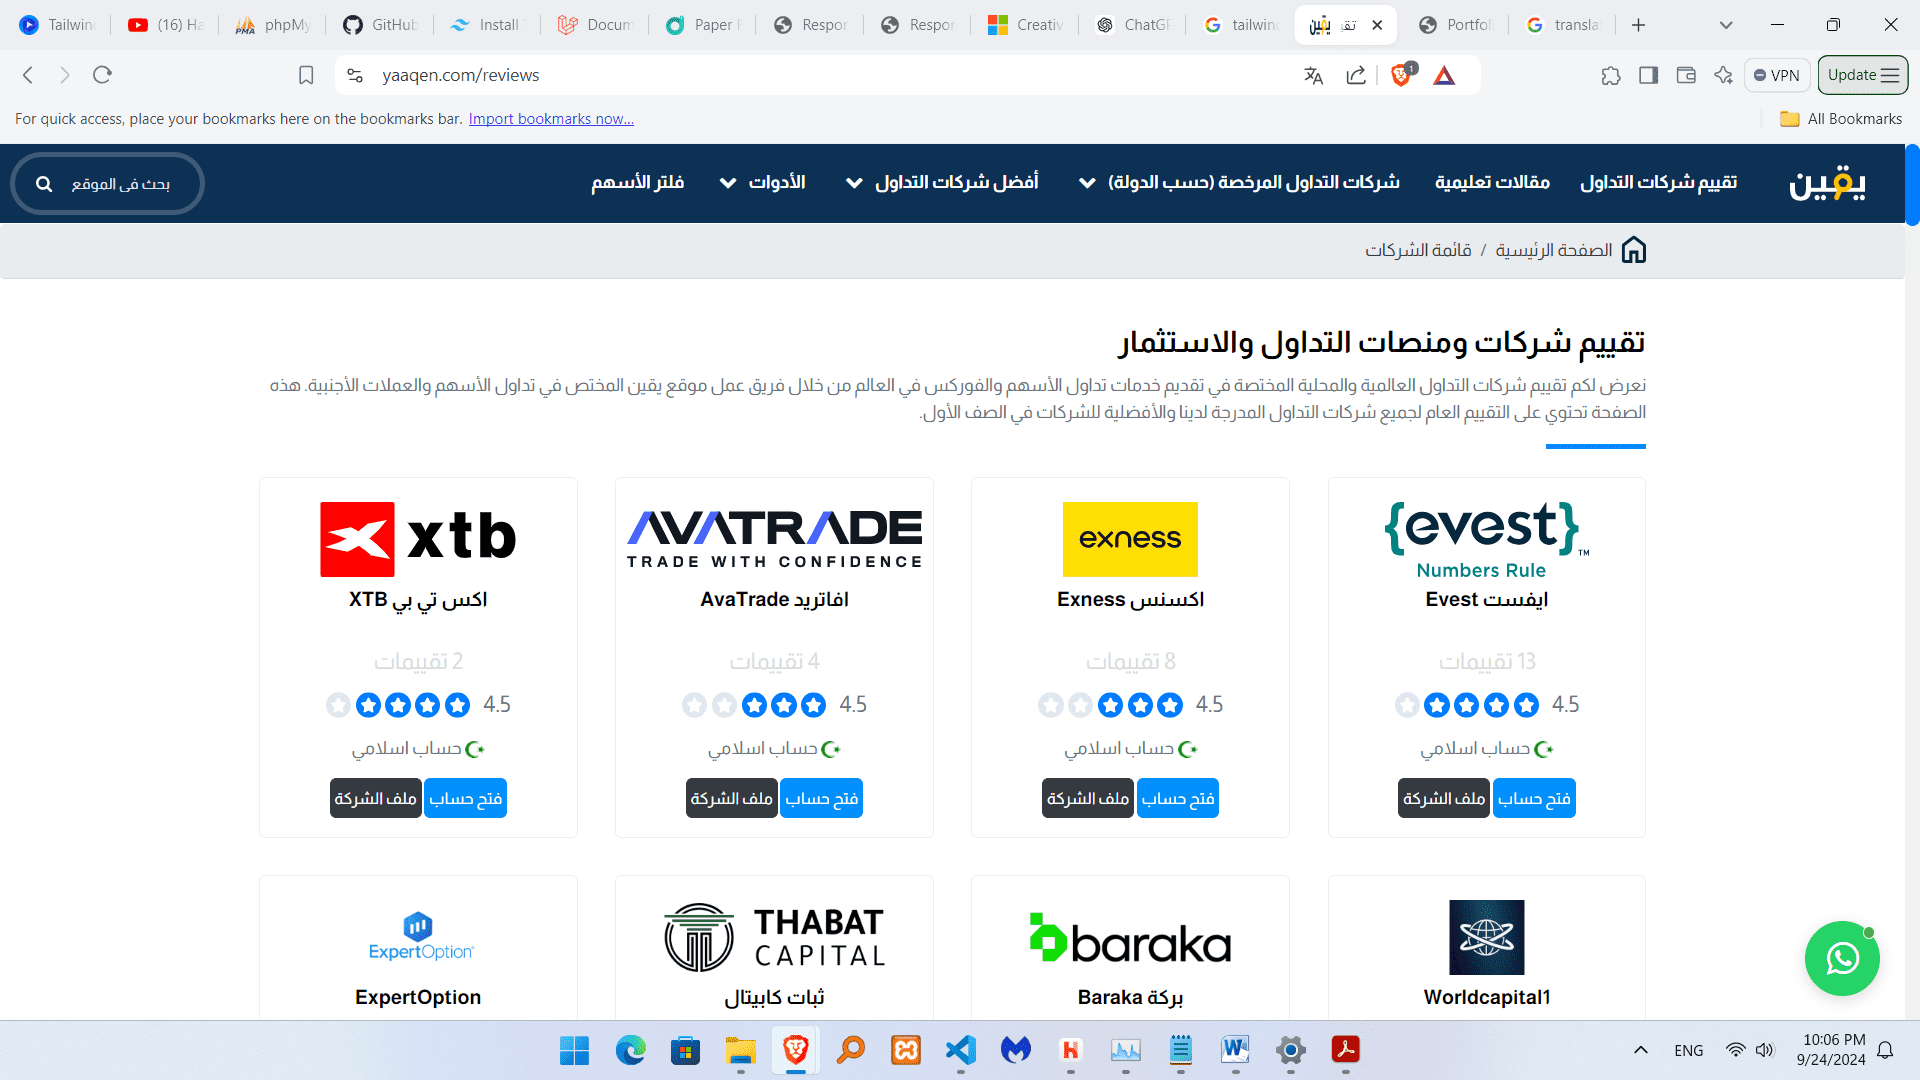 Tailwin
(16) Ha
phpMy
GitHub
Install
Docum
Paper
Respor
Respor
Creativ
ChatGP
tailwind
تقي
Portfoli
transla
yaaqen.com/reviews
1
VPN
Update
For quick access, place your bookmarks here on the bookmarks bar. Import bookmarks now...
All Bookmarks
يقين
تقييم شركات التداول
مقالات تعليمية
شركات التداول المرخصة (حسب الدولة)
أفضل شركات التداول
الأدوات
فلتر الأسهم
بحث فى الموقع
الصفحة الرئيسية / قائمة الشركات
تقييم شركات ومنصات التداول والاستثمار
نعرض لكم تقييم شركات التداول العالمية والمحلية المختصة في تقديم خدمات تداول الأسهم والفوركس في العالم من خلال فريق عمل موقع يقين المختص في تداول الأسهم والعملات الأجنبية. هذه
الصفحة تحتوي على التقييم العام لجميع شركات التداول المدرجة لدينا والأفضلية للشركات في الصف الأول.
{evest}™
Numbers Rule
ايفست Evest
13 تقييمات
4.5
حساب اسلامي
فتح حساب
ملف الشركة
exness
اكسنس Exness
8 تقييمات
4.5
حساب اسلامي
فتح حساب
ملف الشركة
AVATRADE
TRADE WITH CONFIDENCE
افاتريد AvaTrade
4 تقييمات
4.5
حساب اسلامي
فتح حساب
ملف الشركة
xtb
اكس تي بي XTB
2 تقييمات
4.5
حساب اسلامي
فتح حساب
ملف الشركة
Worldcapital1
baraka
بركة Baraka
THABAT
CAPITAL
ثبات كابيتال
ExpertOption
ExpertOption
ENG
10:06 PM
9/24/2024